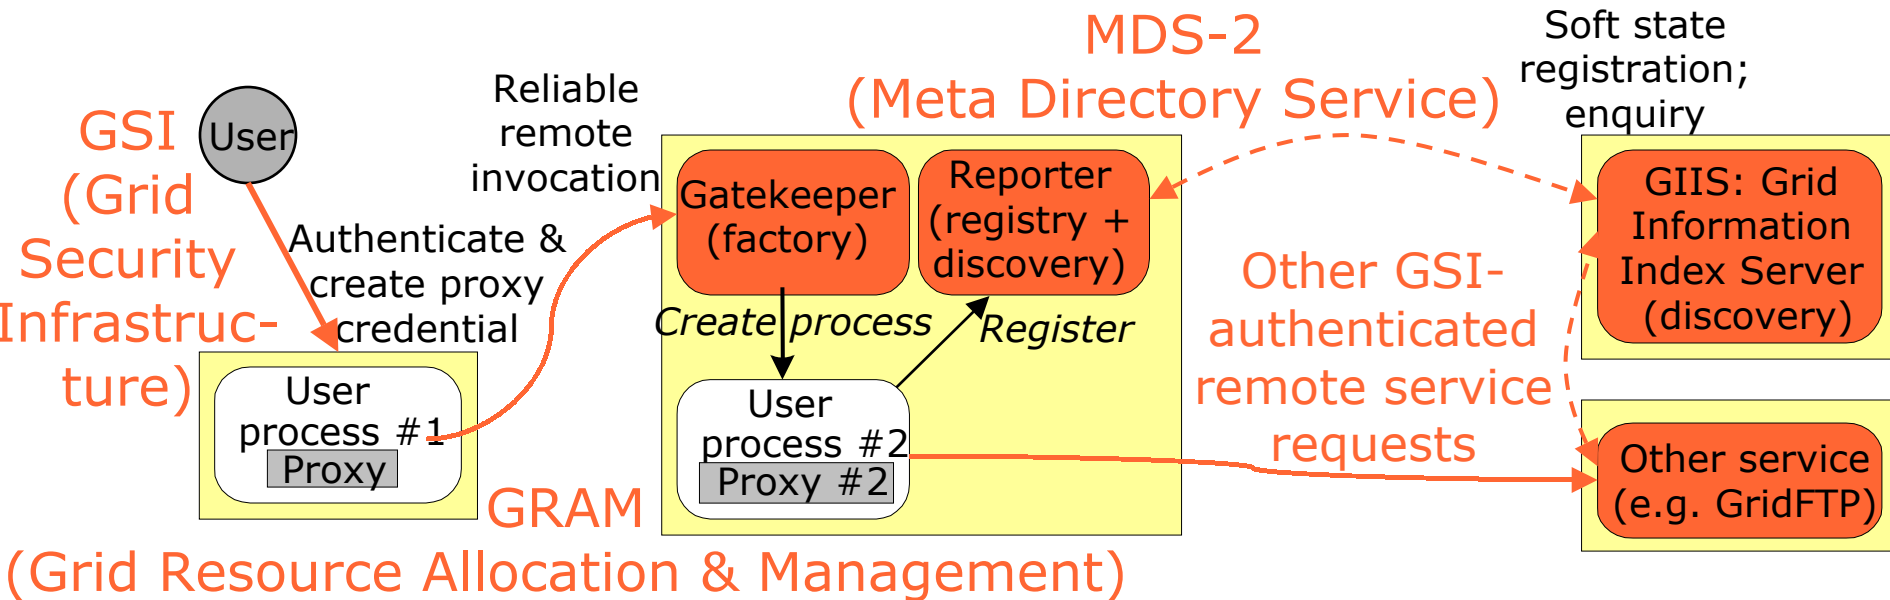 MDS-2
(Meta Directory Service)
Soft state
registration;
enquiry
Reliable
remote
invocation
GSI
(Grid
Security
Infrastruc-
ture)
User
Authenticate &
create proxy
credential
User
process #1
Proxy
Gatekeeper
(factory)
Reporter
(registry +
discovery)
Create process
Register
User
process #2
Proxy #2
GIIS: Grid
Information
Index Server
(discovery)
Other GSI-
authenticated
remote service
requests
Other service
(e.g. GridFTP)
GRAM
(Grid Resource Allocation & Management)